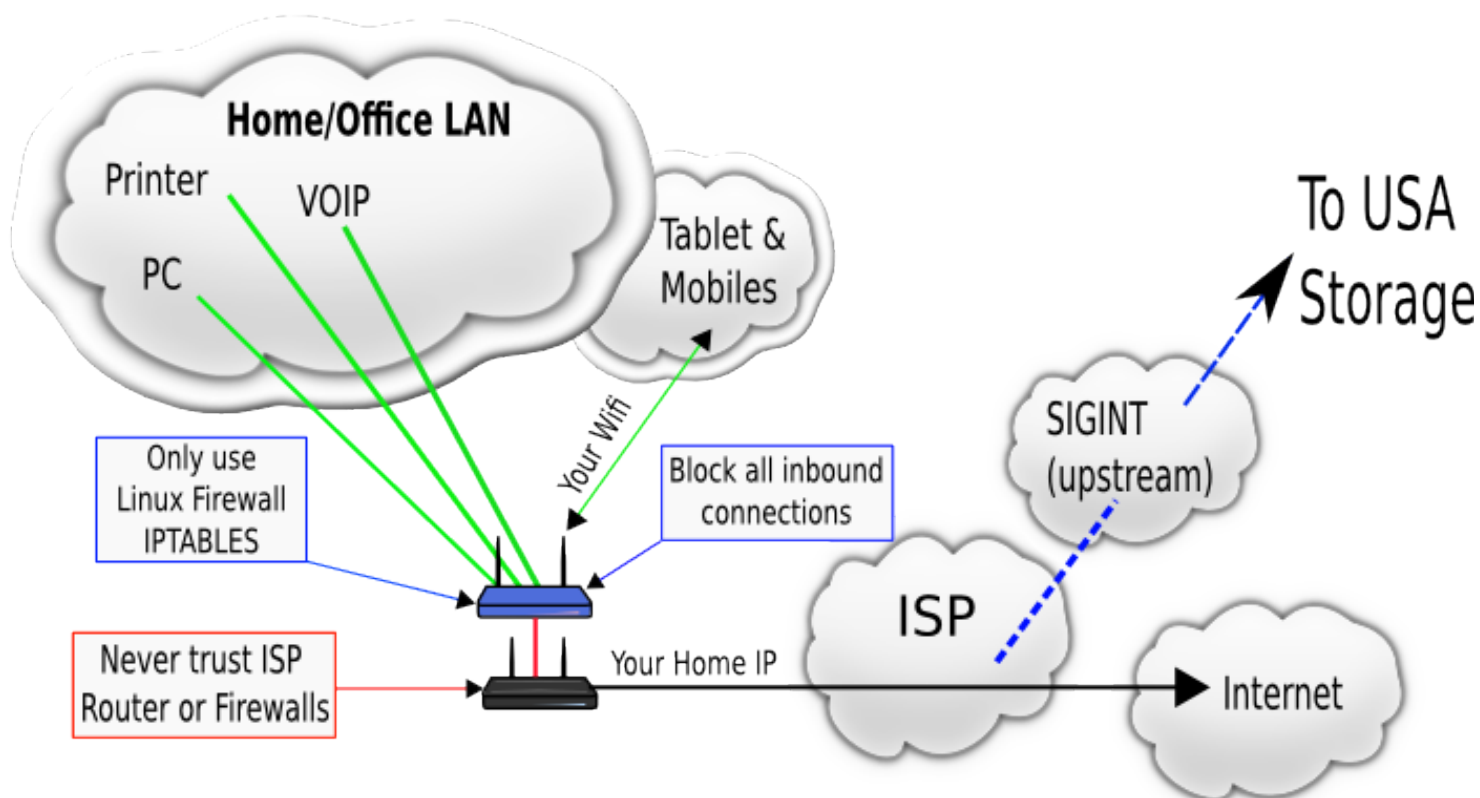 Home/Office LAN
Printer
VOIP
PC
Tablet &
Mobiles
To USA
Storage
Your Wifi
SIGINT
(upstream)
Only use
Linux Firewall
IPTABLES
Block all inbound
connections
ISP
Never trust ISP
Router or Firewalls
Your Home IP
Internet